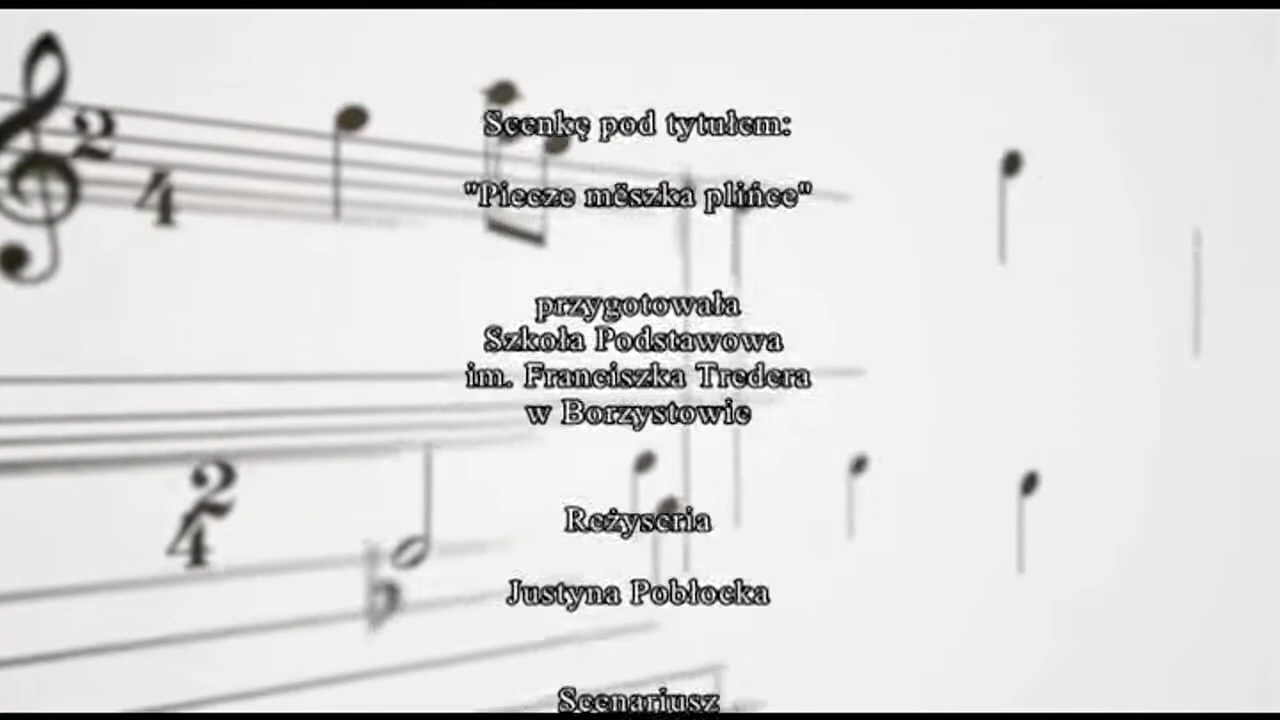 Scenkę pod tytułem:
"Piecze mëszka plińce"
przygotowała
Szkoła Podstawowa
im. Franciszka Tredera
w Borzystowie
Reżyseria
Justyna Pobłocka
Scenariusz